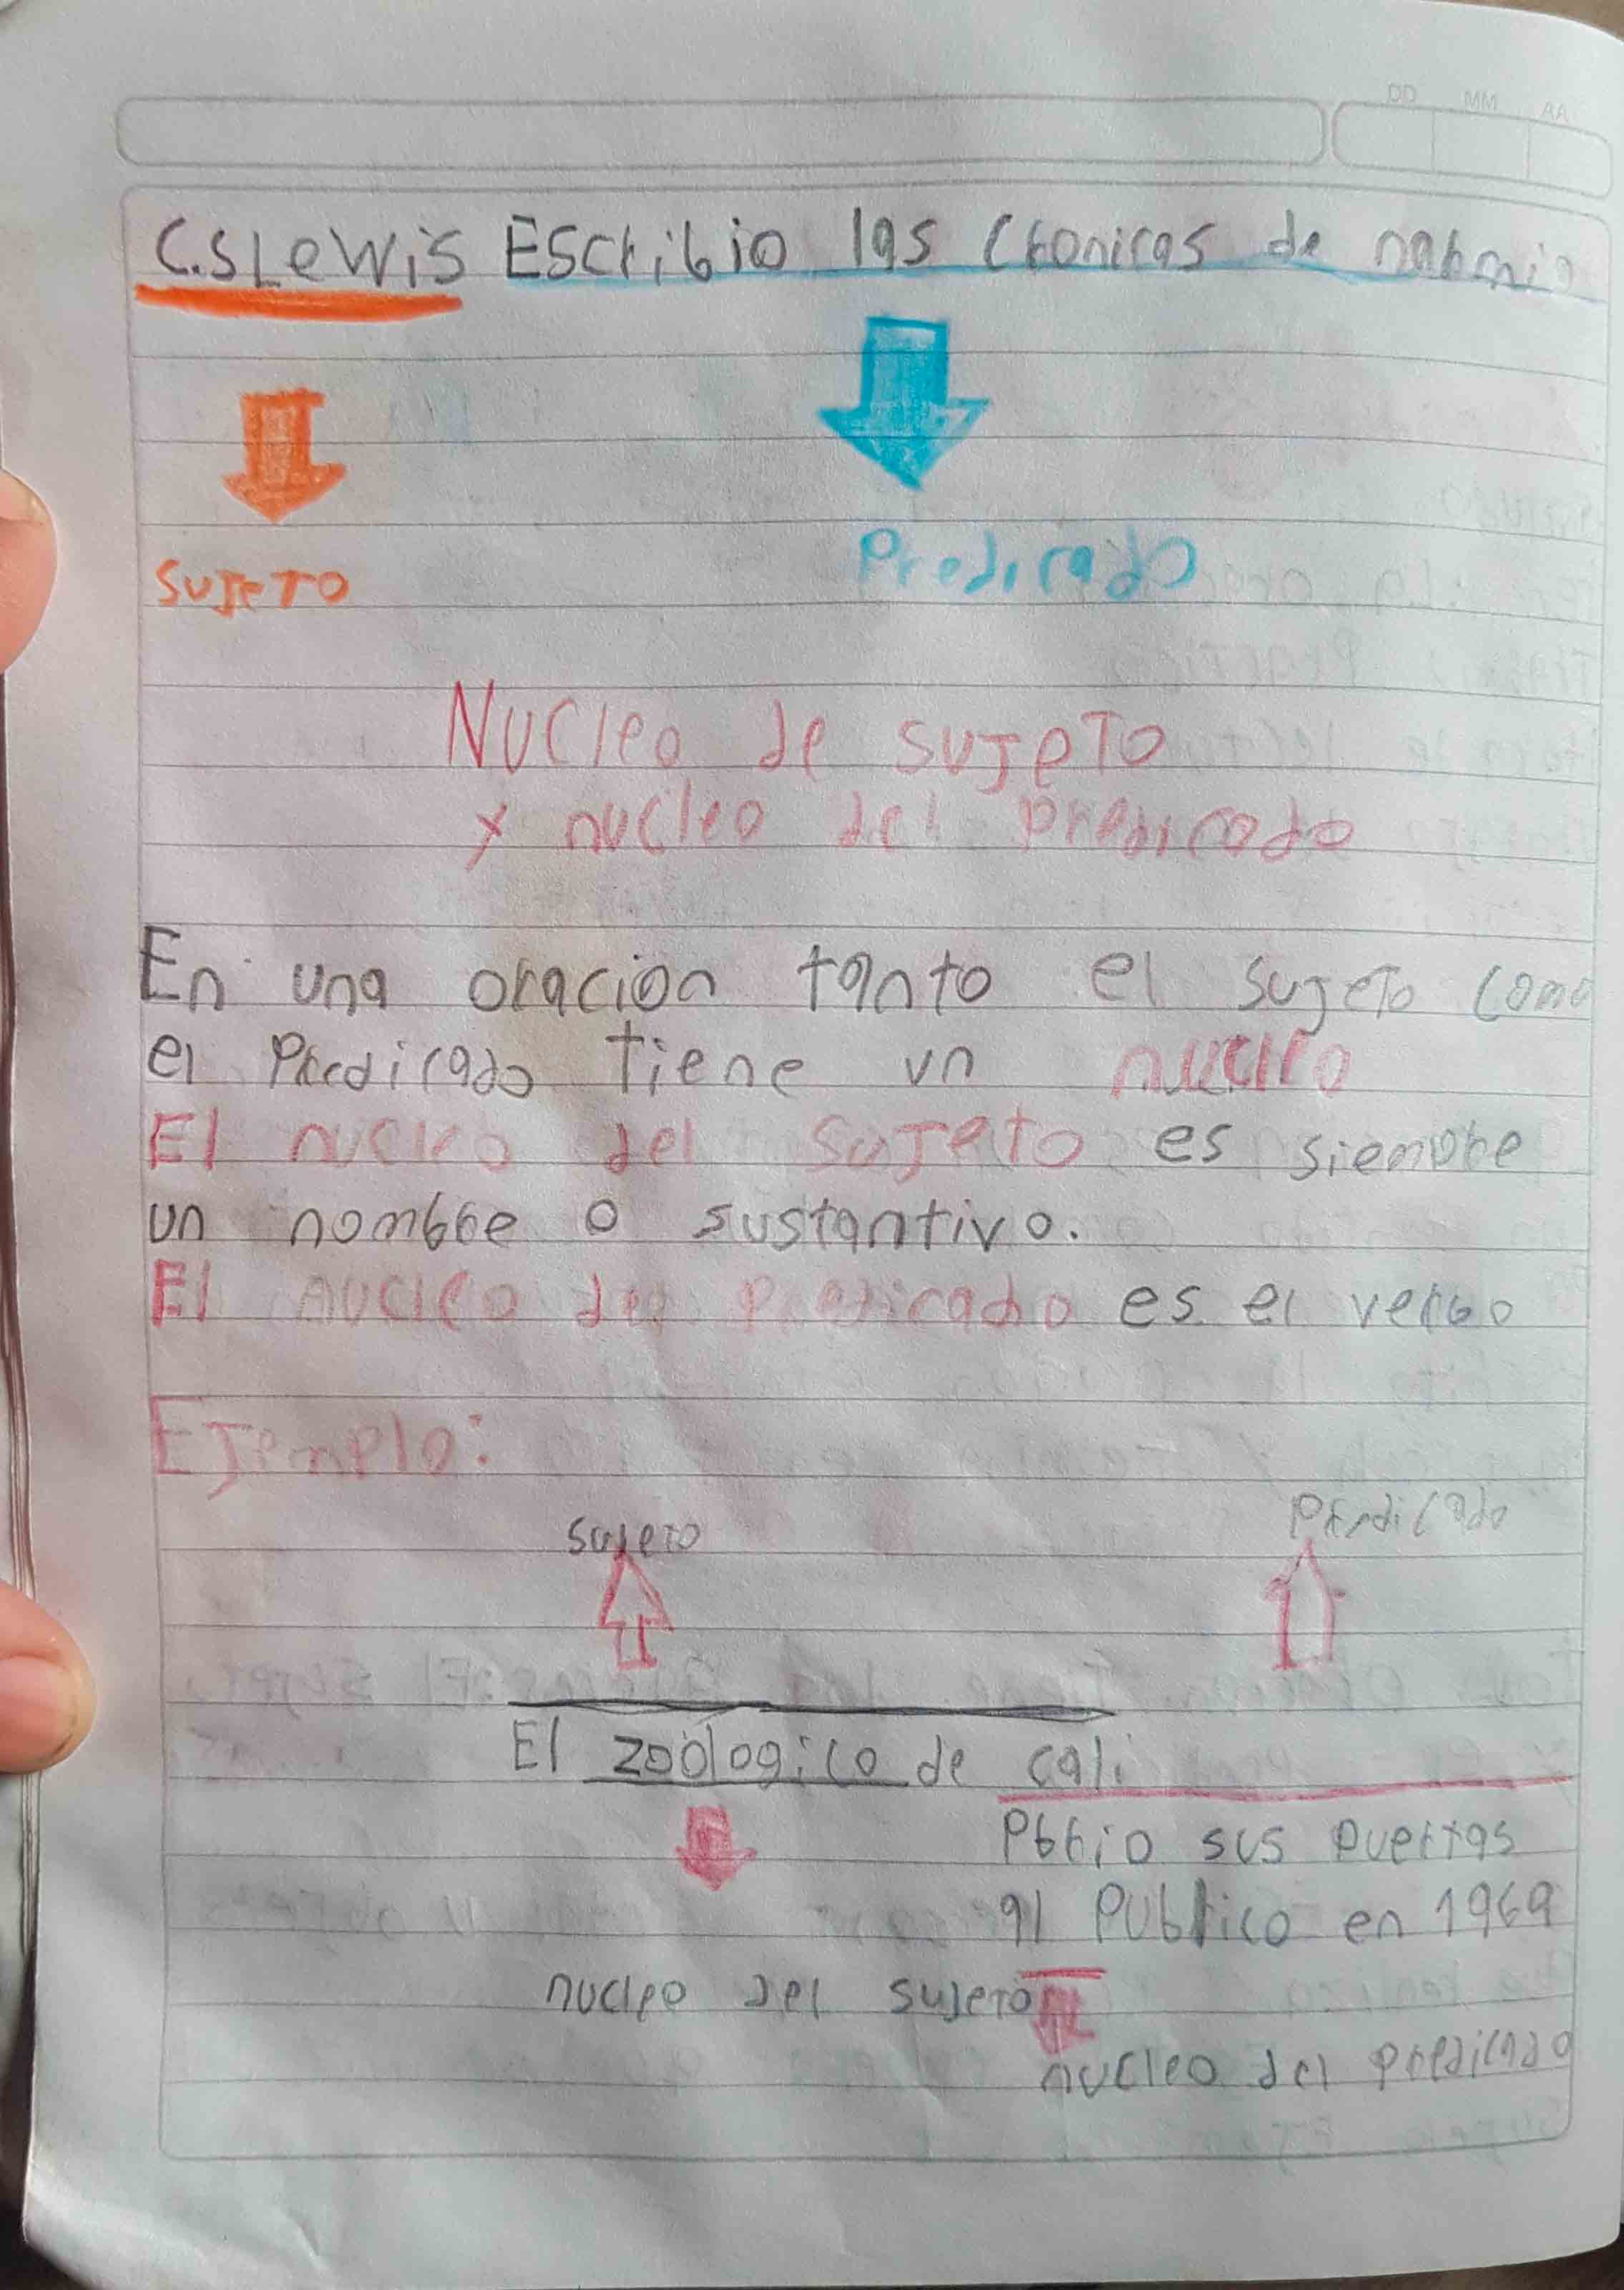 DD MM AA
C.S Lewis Escribio las Cronicas de narnia
Sujeto
Predicado
Nucleo de sujeto
y nucleo del predicado
En una oracion tanto el sujeto como
el Predicado tiene un nucleo
El nucleo del sujeto es siempre
un nombre o sustantivo.
El nucleo del predicado es el verbo
Ejemplo:
Sujeto
Predicado
El zoologico de cali
sus puertas
al Publico en 1969
nucleo del sujeto
nucleo del predicado